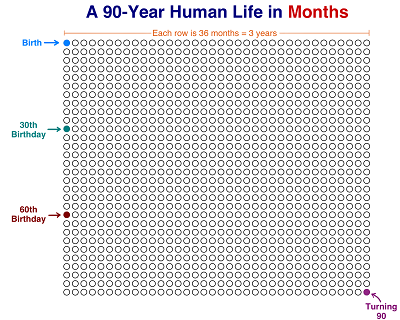 A 90-Year Human Life in Months
Each row is 36 months = 3 years
Birth
30th
Birthday
60th
Birthday
Turning
90